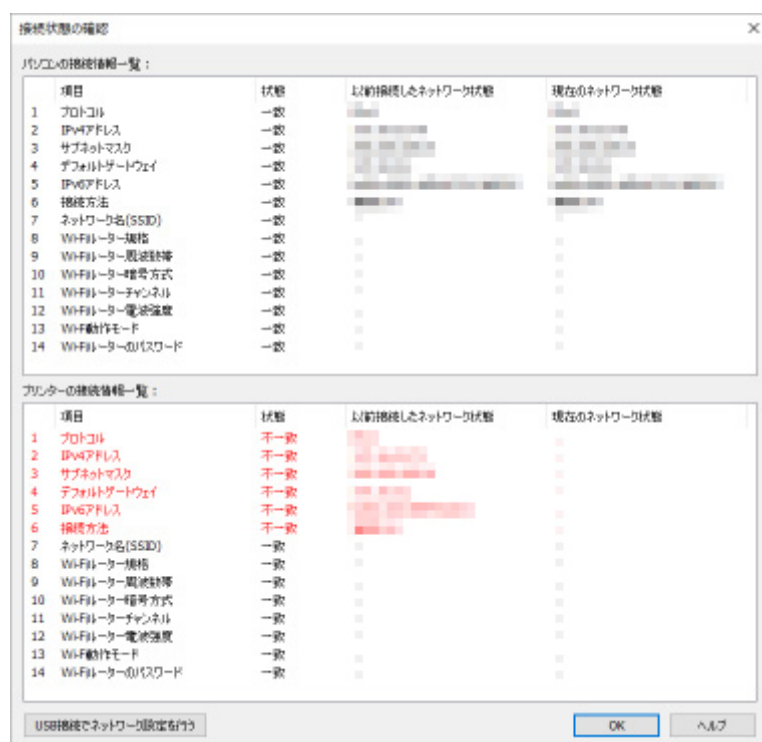 接続状態の確認
パソコンの接続情報一覧：
項目 状態 以前接続したネットワーク状態 現在のネットワーク状態
1 プロトコル 一致
2 IPv4アドレス 一致
3 サブネットマスク 一致
4 デフォルトゲートウェイ 一致
5 IPv6アドレス 一致
6 接続方法 一致
7 ネットワーク名(SSID) 一致
8 Wi-Fiルーター規格 一致
9 Wi-Fiルーター周波数帯 一致
10 Wi-Fiルーター暗号方式 一致
11 Wi-Fiルーターチャンネル 一致
12 Wi-Fiルーター電波強度 一致
13 Wi-Fi動作モード 一致
14 Wi-Fiルーターのパスワード 一致
プリンターの接続情報一覧：
項目 状態 以前接続したネットワーク状態 現在のネットワーク状態
1 プロトコル 不一致
2 IPv4アドレス 不一致
3 サブネットマスク 不一致
4 デフォルトゲートウェイ 不一致
5 IPv6アドレス 不一致
6 接続方法 不一致
7 ネットワーク名(SSID) 一致
8 Wi-Fiルーター規格 一致
9 Wi-Fiルーター周波数帯 一致
10 Wi-Fiルーター暗号方式 一致
11 Wi-Fiルーターチャンネル 一致
12 Wi-Fiルーター電波強度 一致
13 Wi-Fi動作モード 一致
14 Wi-Fiルーターのパスワード 一致
USB接続でネットワーク設定を行う OK ヘルプ